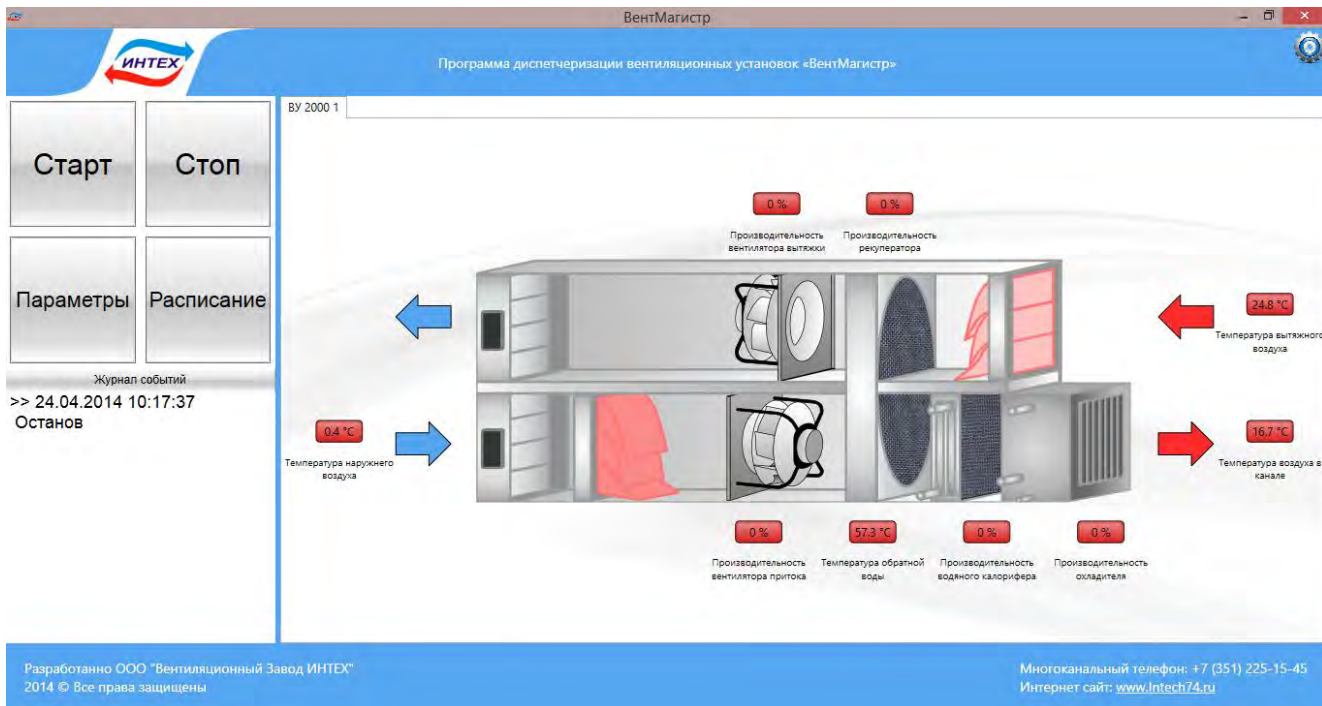 ВентМагистр
ИНТЕХ
Программа диспетчеризации вентиляционных установок «ВентМагистр»
Старт
Стоп
Параметры
Расписание
Журнал событий
>> 24.04.2014 10:17:37
Останов
ВУ 2000 1
0 %
Производительность
вентилятора вытяжки
0 %
Производительность
рекуператора
24.8 °C
Температура вытяжного
воздуха
0.4 °C
Температура наружнего
воздуха
16.7 °C
Температура воздуха в
канале
0 %
Производительность
вентилятора притока
57.3 °C
Температура обратной
воды
0 %
Производительность
водяного калорифера
0 %
Производительность
охладителя
Разработанно ООО "Вентиляционный Завод ИНТЕХ"
2014 © Все права защищены
Многоканальный телефон: +7 (351) 225-15-45
Интернет сайт: www.Intech74.ru